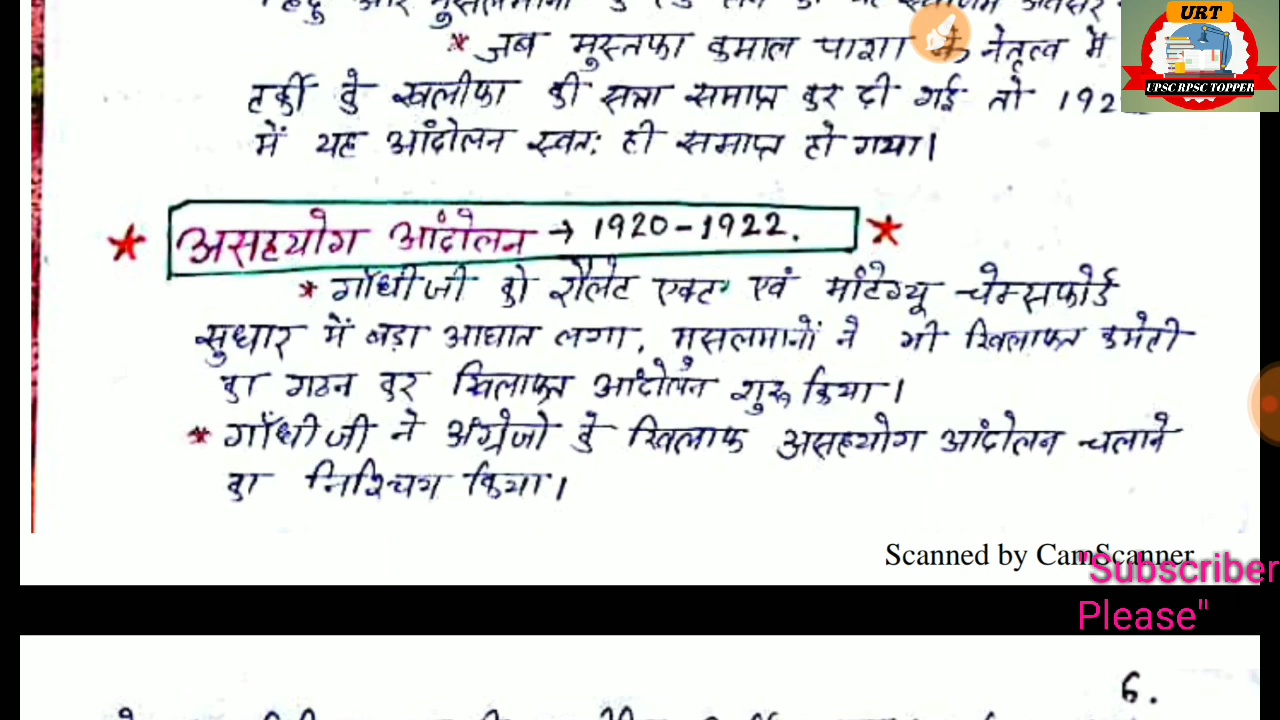 URT
UPSC RPSC TOPPER
* जब मुस्तफा कमाल पाशा के नेतृत्व में
टर्की के खलीफा की सत्ता समाप्त कर दी गई तो 192
में यह आंदोलन स्वतः ही समाप्त हो गया।
★ असहयोग आंदोलन → 1920-1922. ★
* गाँधीजी को रौलेट एक्ट एवं मांटेग्यू चेम्सफोर्ड
सुधार में बड़ा आघात लगा, मुसलमानों ने भी खिलाफत कमेटी
का गठन कर खिलाफत आंदोलन शुरू किया।
* गाँधीजी ने अंग्रेजो के खिलाफ असहयोग आंदोलन चलाने
का निश्चय किया।
Scanned by CamScanner
"Subscriber
Please"
6.